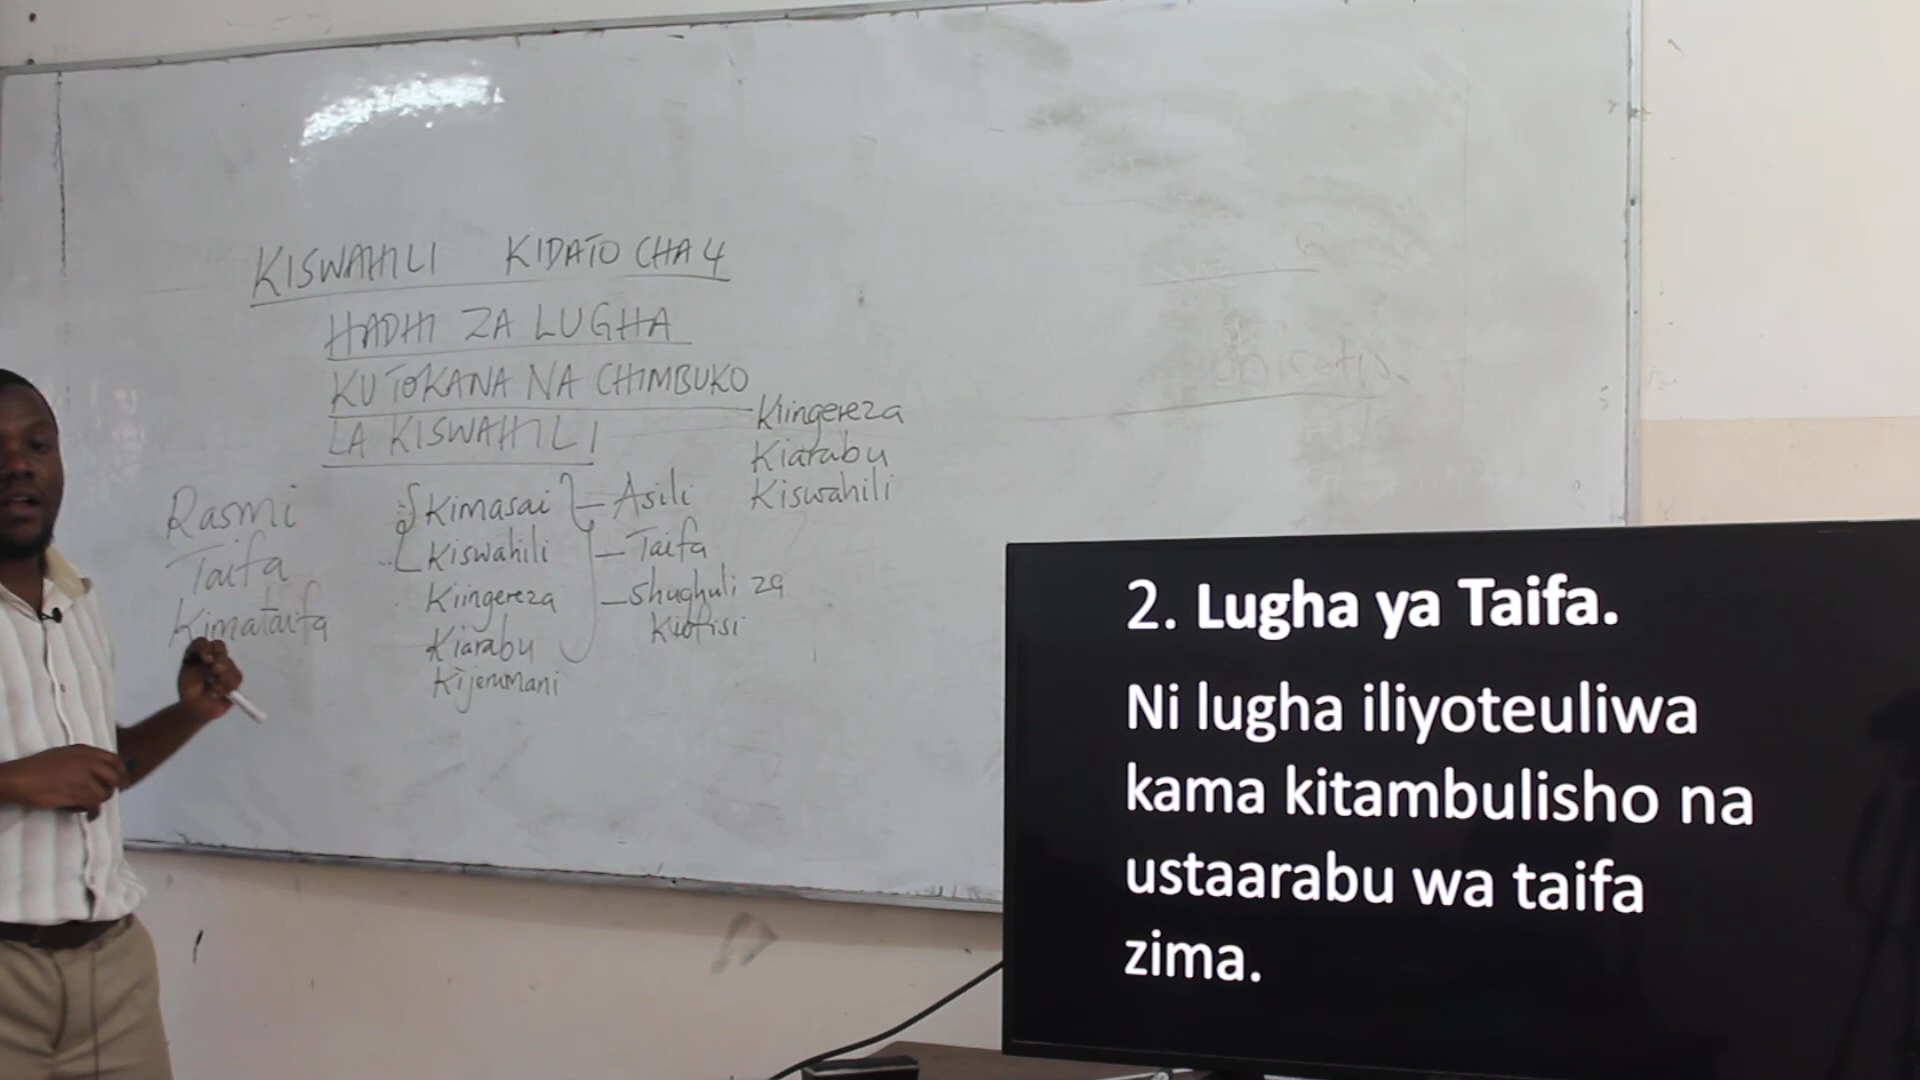 KISWAHILI KIDATO CHA 4
HADHI ZA LUGHA
KUTOKANA NA CHIMBUKO
LA KISWAHILI
Kiingereza
Kiarabu
Kiswahili
Rasmi
Taifa
Kimataifa
Kimasai
Kiswahili
Kiingereza
Kiarabu
Kijerumani
- Asili
- Taifa
- Shughuli za
Kiofisi
2. Lugha ya Taifa.
Ni lugha iliyoteuliwa
kama kitambulisho na
ustaarabu wa taifa
zima.